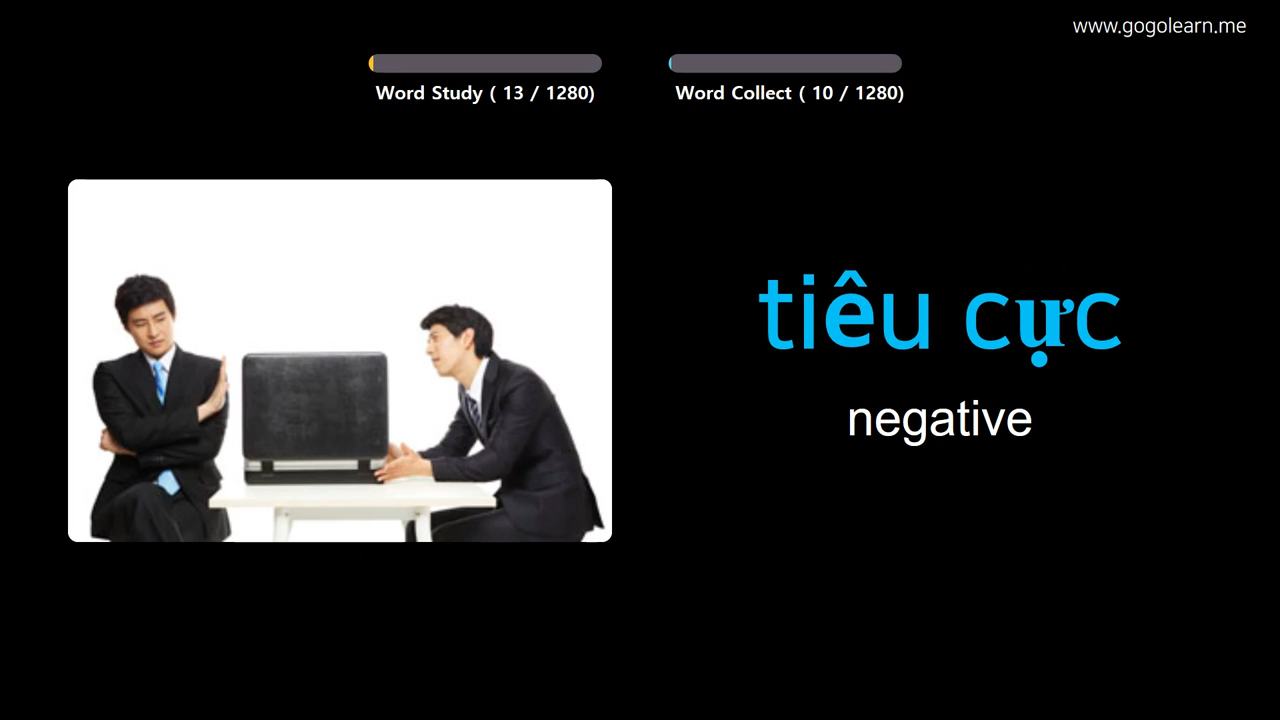 www.gogolearn.me
Word Study ( 13 / 1280)
Word Collect ( 10 / 1280)
tiêu cực
negative